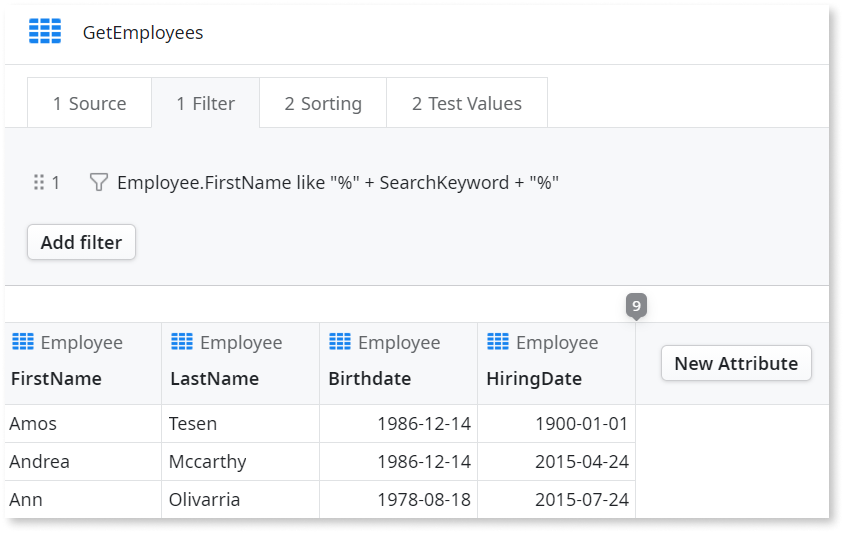 GetEmployees
1 Source 1 Filter 2 Sorting 2 Test Values
1 Employee.FirstName like "%" + SearchKeyword + "%"
Add filter
9
Employee Employee Employee Employee
FirstName LastName Birthdate HiringDate New Attribute
Amos Tesen 1986-12-14 1900-01-01
Andrea Mccarthy 1986-12-14 2015-04-24
Ann Olivarria 1978-08-18 2015-07-24